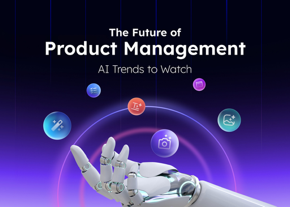 The Future of
Product Management
AI Trends to Watch